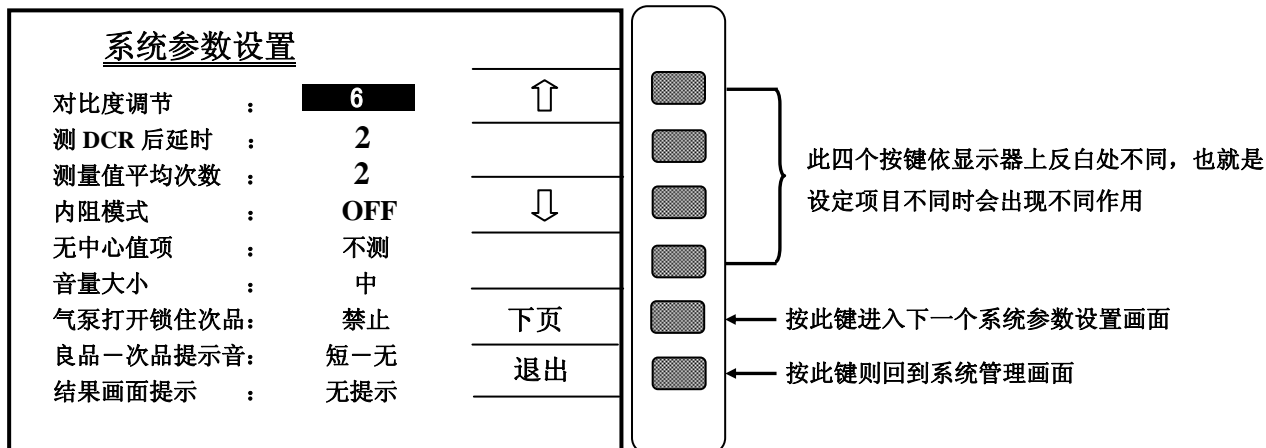 系统参数设置
对比度调节 : 6
测 DCR 后延时 : 2
测量值平均次数 : 2
内阻模式 : OFF
无中心值项 : 不测
音量大小 : 中
气泵打开锁住次品: 禁止
良品－次品提示音: 短－无
结果画面提示 : 无提示
⇧
⇩
下页
退出
此四个按键依显示器上反白处不同，也就是
设定项目不同时会出现不同作用
按此键进入下一个系统参数设置画面
按此键则回到系统管理画面